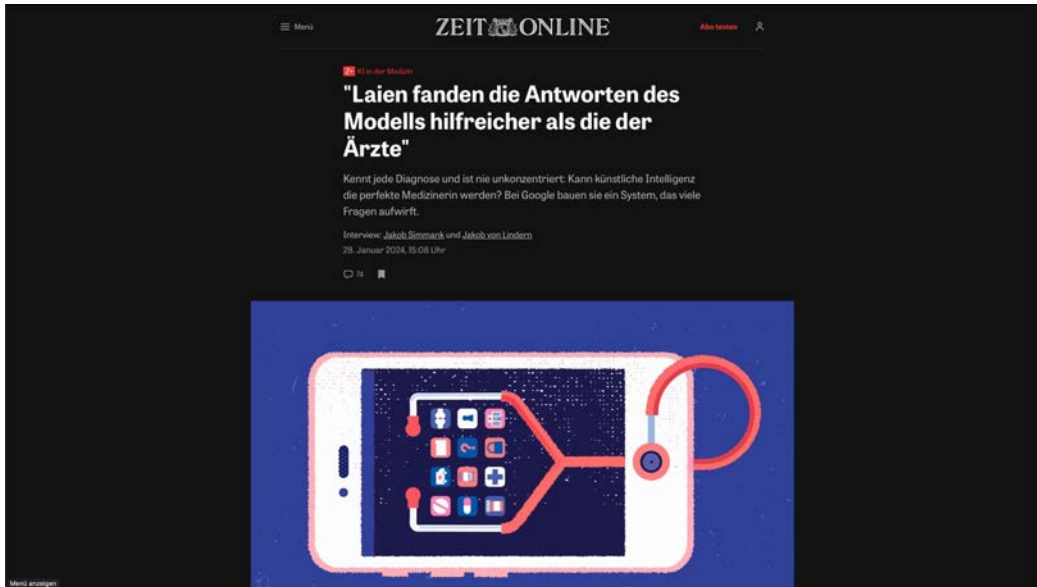 Menü
ZEIT ONLINE
Abo testen
Z+ KI in der Medizin
"Laien fanden die Antworten des
Modells hilfreicher als die der
Ärzte"
Kennt jede Diagnose und ist nie unkonzentriert: Kann künstliche Intelligenz
die perfekte Medizinerin werden? Bei Google bauen sie ein System, das viele
Fragen aufwirft.
Interview: Jakob Simmank und Jakob von Lindern
28. Januar 2024, 15:08 Uhr
74
?
Menü anzeigen